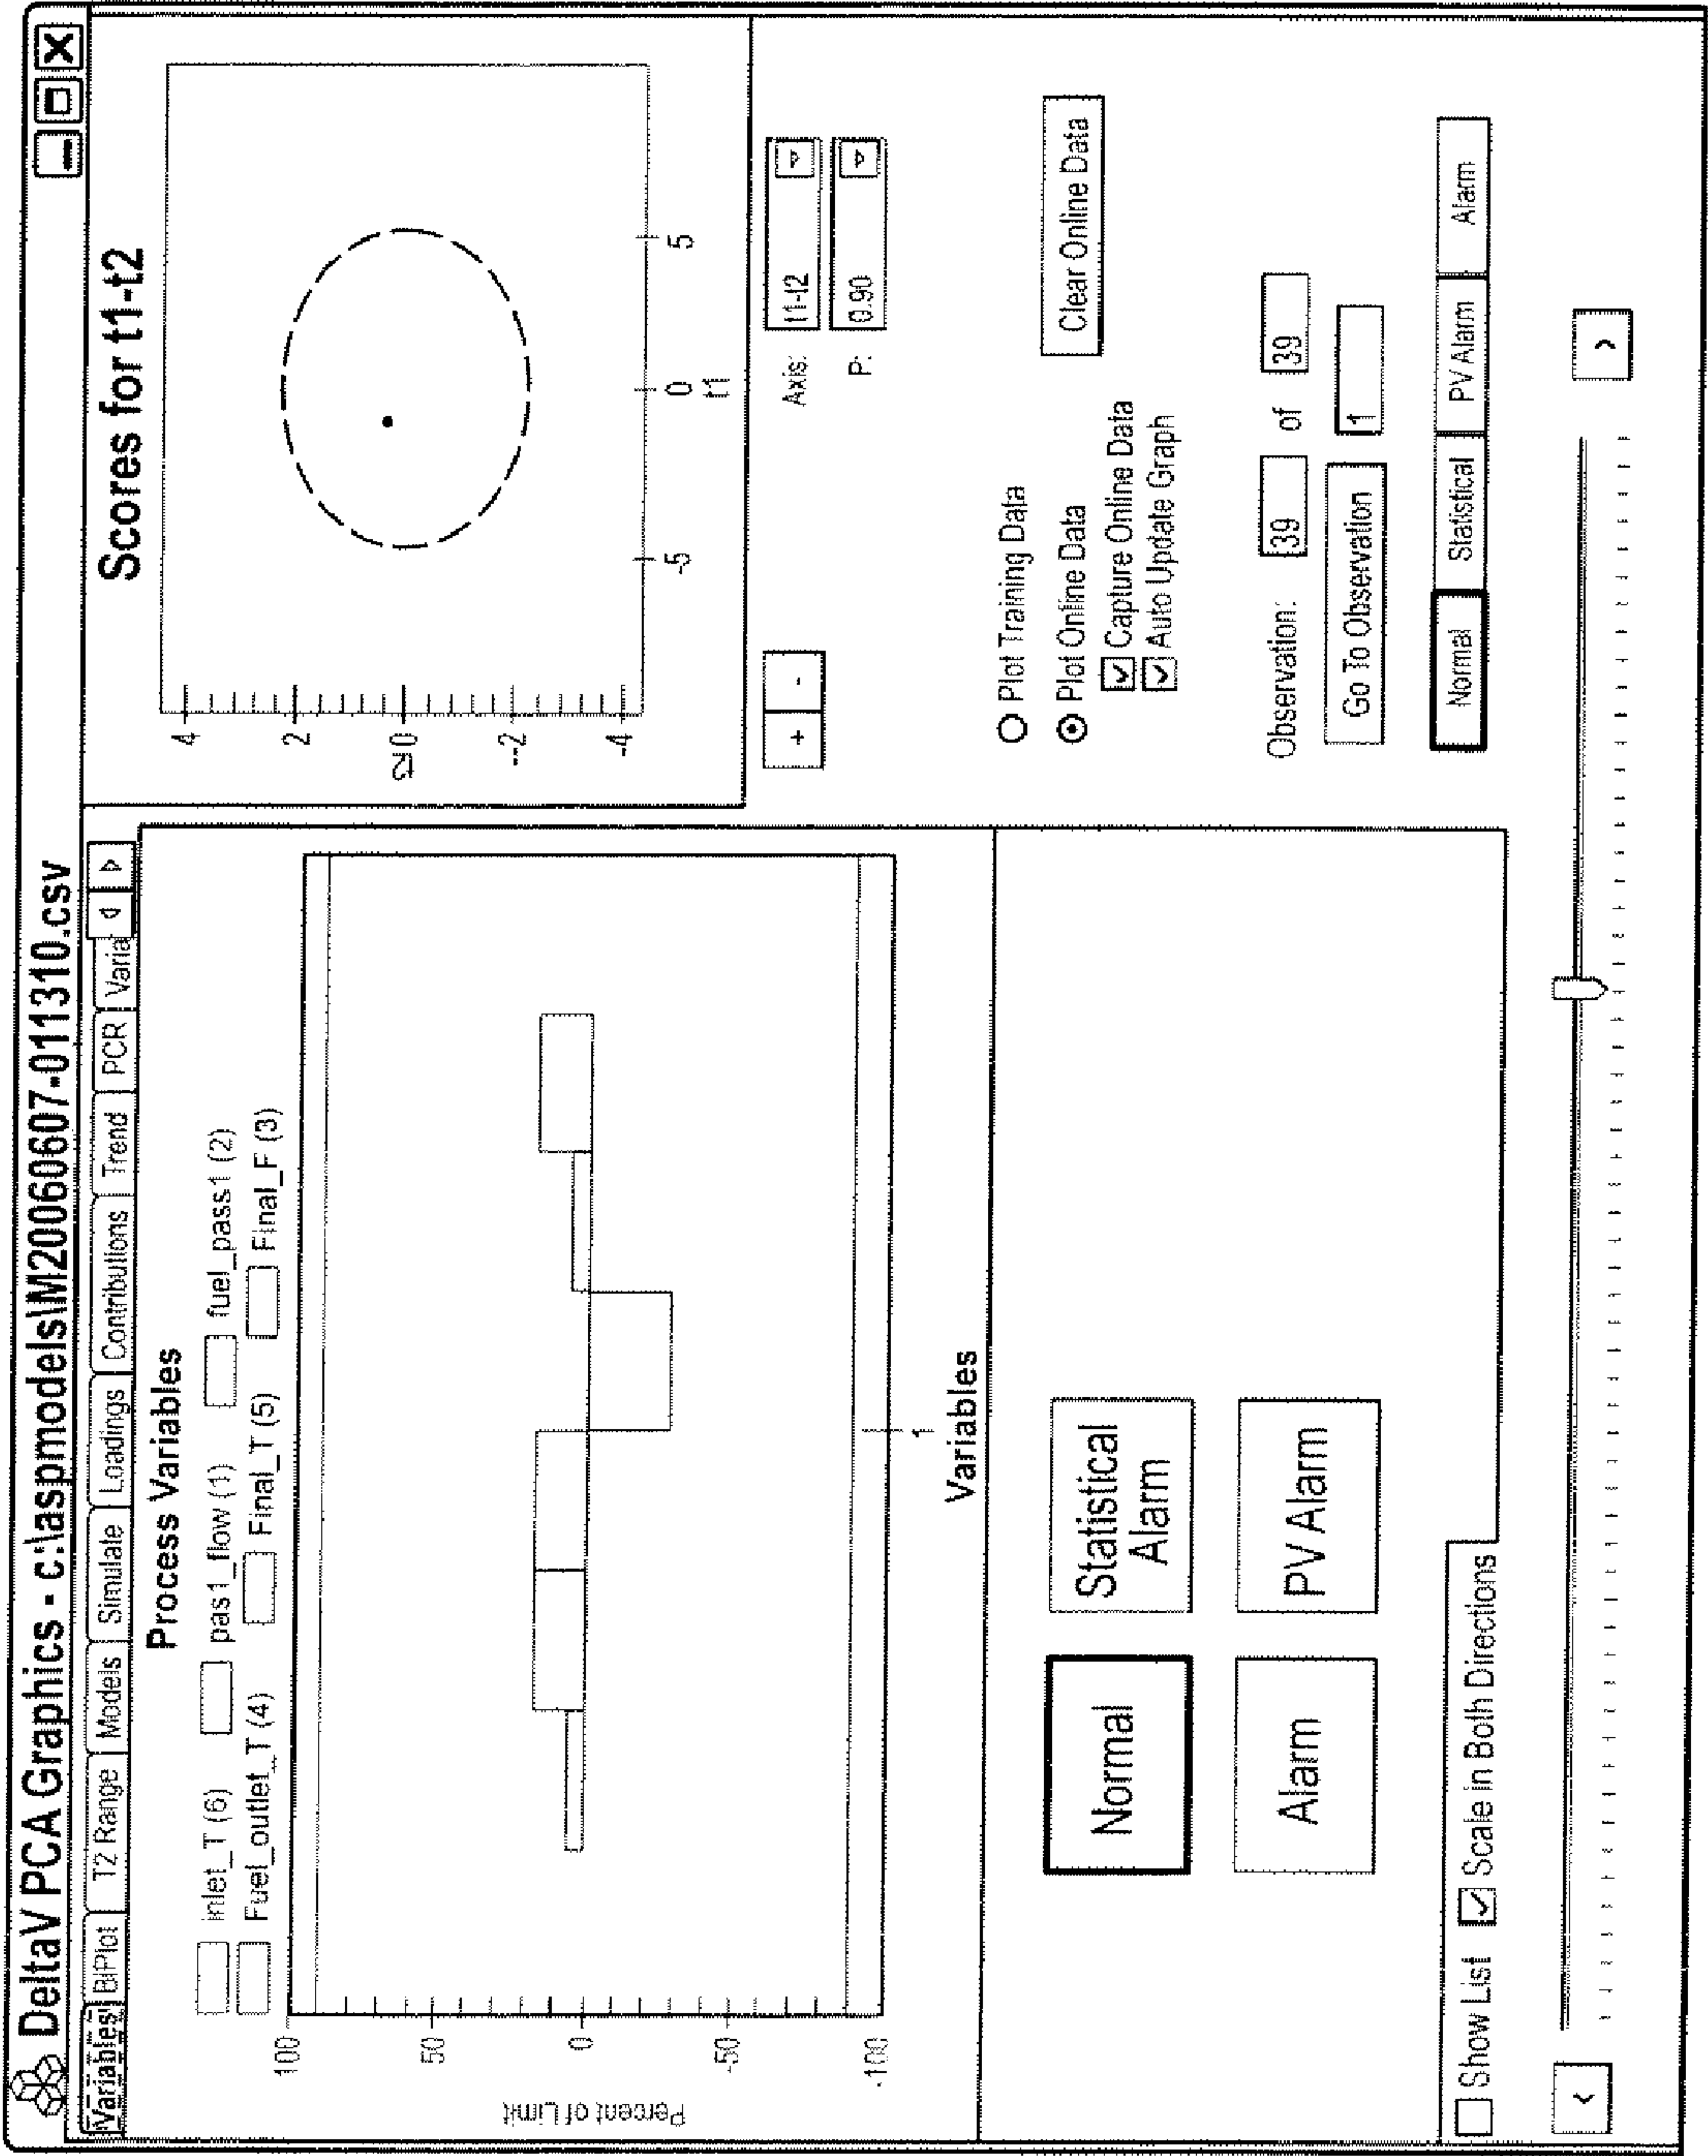 DeltaV PCA Graphics - c:\aspmodels\M2006607-011310.csv
Variables BiPlot T2 Range Models Simulate Loadings Contributions Trend PCR Varia
Process Variables
inlet_T (6) pas1_flow (1) fuel_pass1 (2)
Fuel_outlet_T (4) Final_T (5) Final_F (3)
Percent of Limit
100
50
0
-50
-100
1
Variables
Normal
Statistical
Alarm
Alarm
PV Alarm
Show List Scale in Both Directions
Scores for t1-t2
4
2
0
-2
-4
t2
-5 0 5
t1
+ -
Axis: t1-t2
P: 0.90
Plot Training Data
Plot Online Data
Capture Online Data
Auto Update Graph
Clear Online Data
Observation: 39 of 39
Go To Observation 1
Normal Statistical PV Alarm Alarm
< >